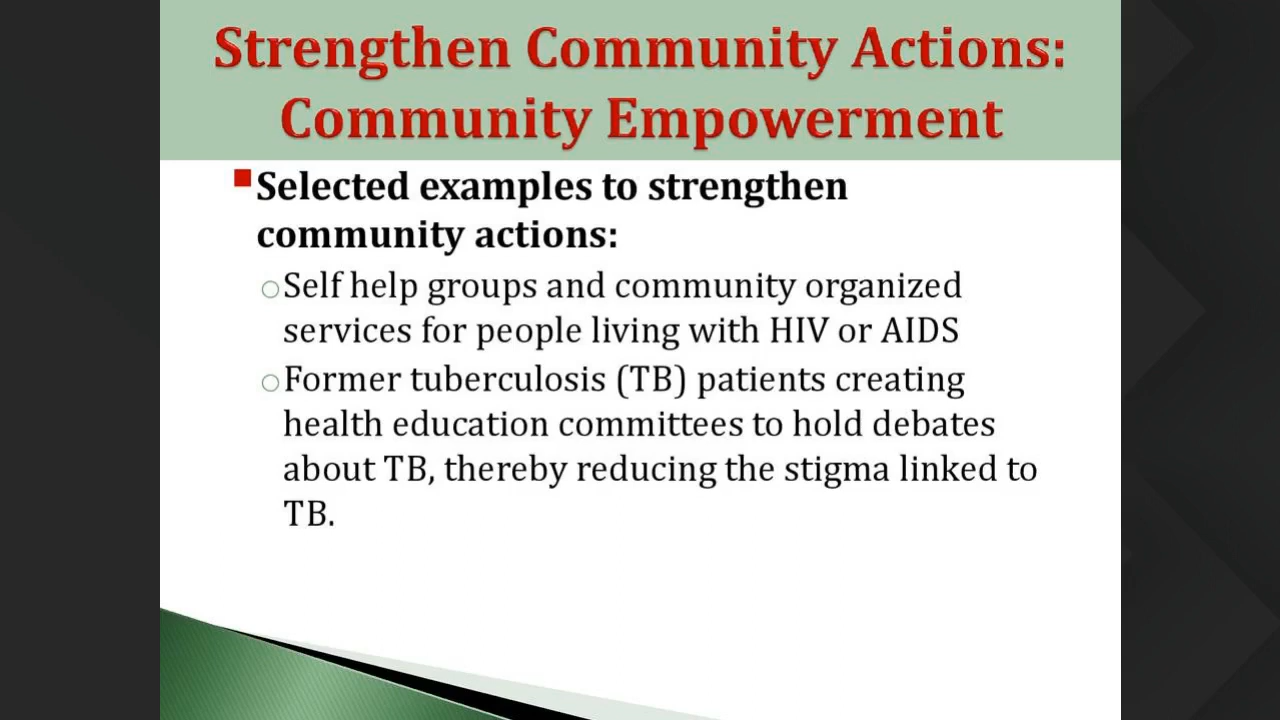 Strengthen Community Actions:
Community Empowerment
Selected examples to strengthen
community actions:
Self help groups and community organized
services for people living with HIV or AIDS
Former tuberculosis (TB) patients creating
health education committees to hold debates
about TB, thereby reducing the stigma linked to
TB.